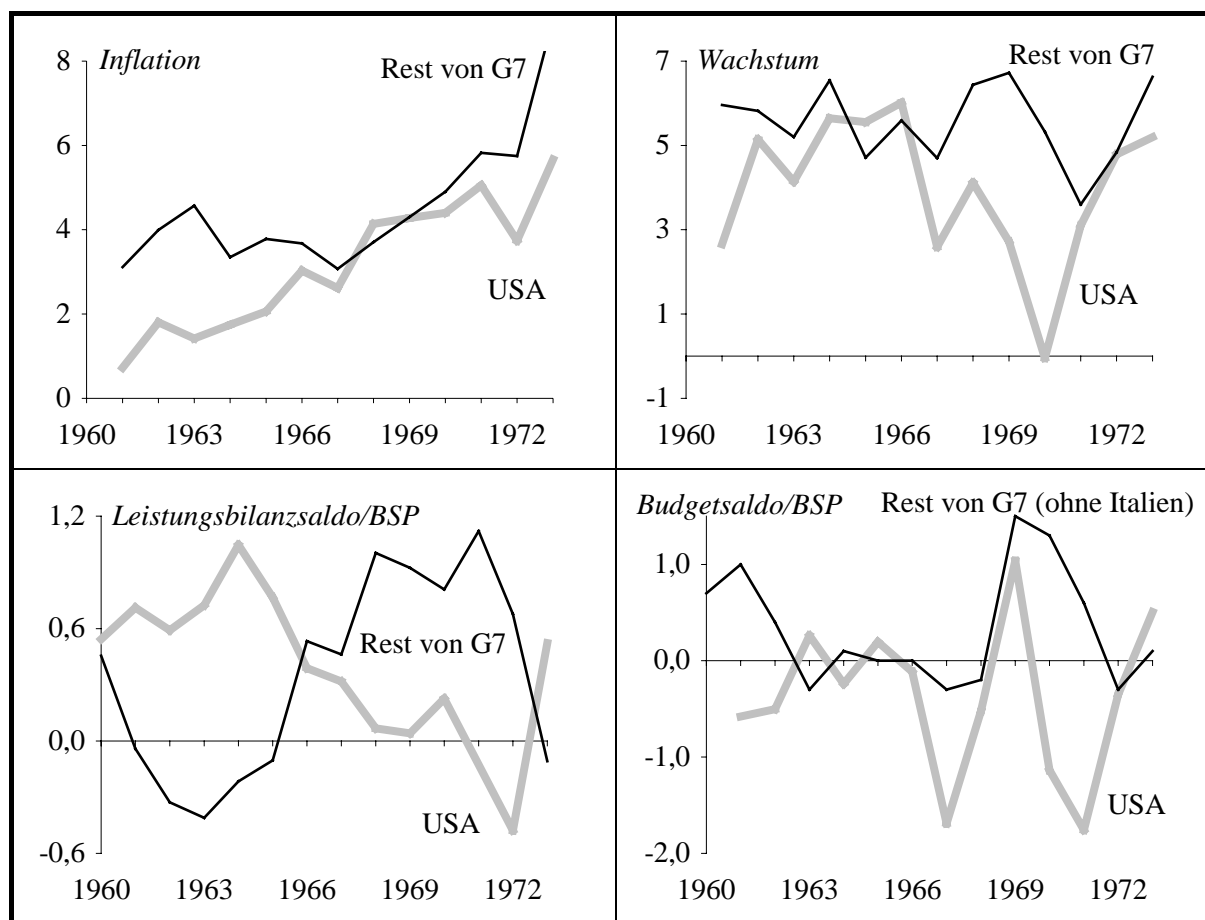 Inflation
Rest von G7
8
6
4
2
0
USA
1960 1963 1966 1969 1972
Wachstum
Rest von G7
7
5
3
1
-1
USA
1960 1963 1966 1969 1972
Leistungsbilanzsaldo/BSP
1,2
0,6
0,0
-0,6
Rest von G7
USA
1960 1963 1966 1969 1972
Budgetsaldo/BSP
Rest von G7 (ohne Italien)
1,0
0,0
-1,0
-2,0
USA
1960 1963 1966 1969 1972